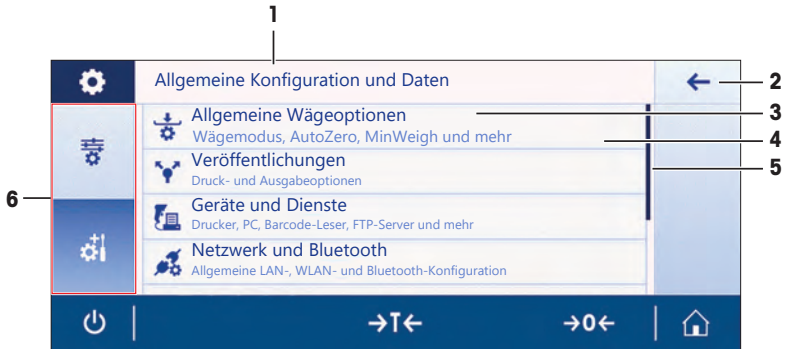 1
Allgemeine Konfiguration und Daten
2
Allgemeine Wägeoptionen
3
Wägemodus, AutoZero, MinWeigh und mehr
4
Veröffentlichungen
5
Druck- und Ausgabeoptionen
6
Geräte und Dienste
Drucker, PC, Barcode-Leser, FTP-Server und mehr
Netzwerk und Bluetooth
Allgemeine LAN-, WLAN- und Bluetooth-Konfiguration
→T←
→0←